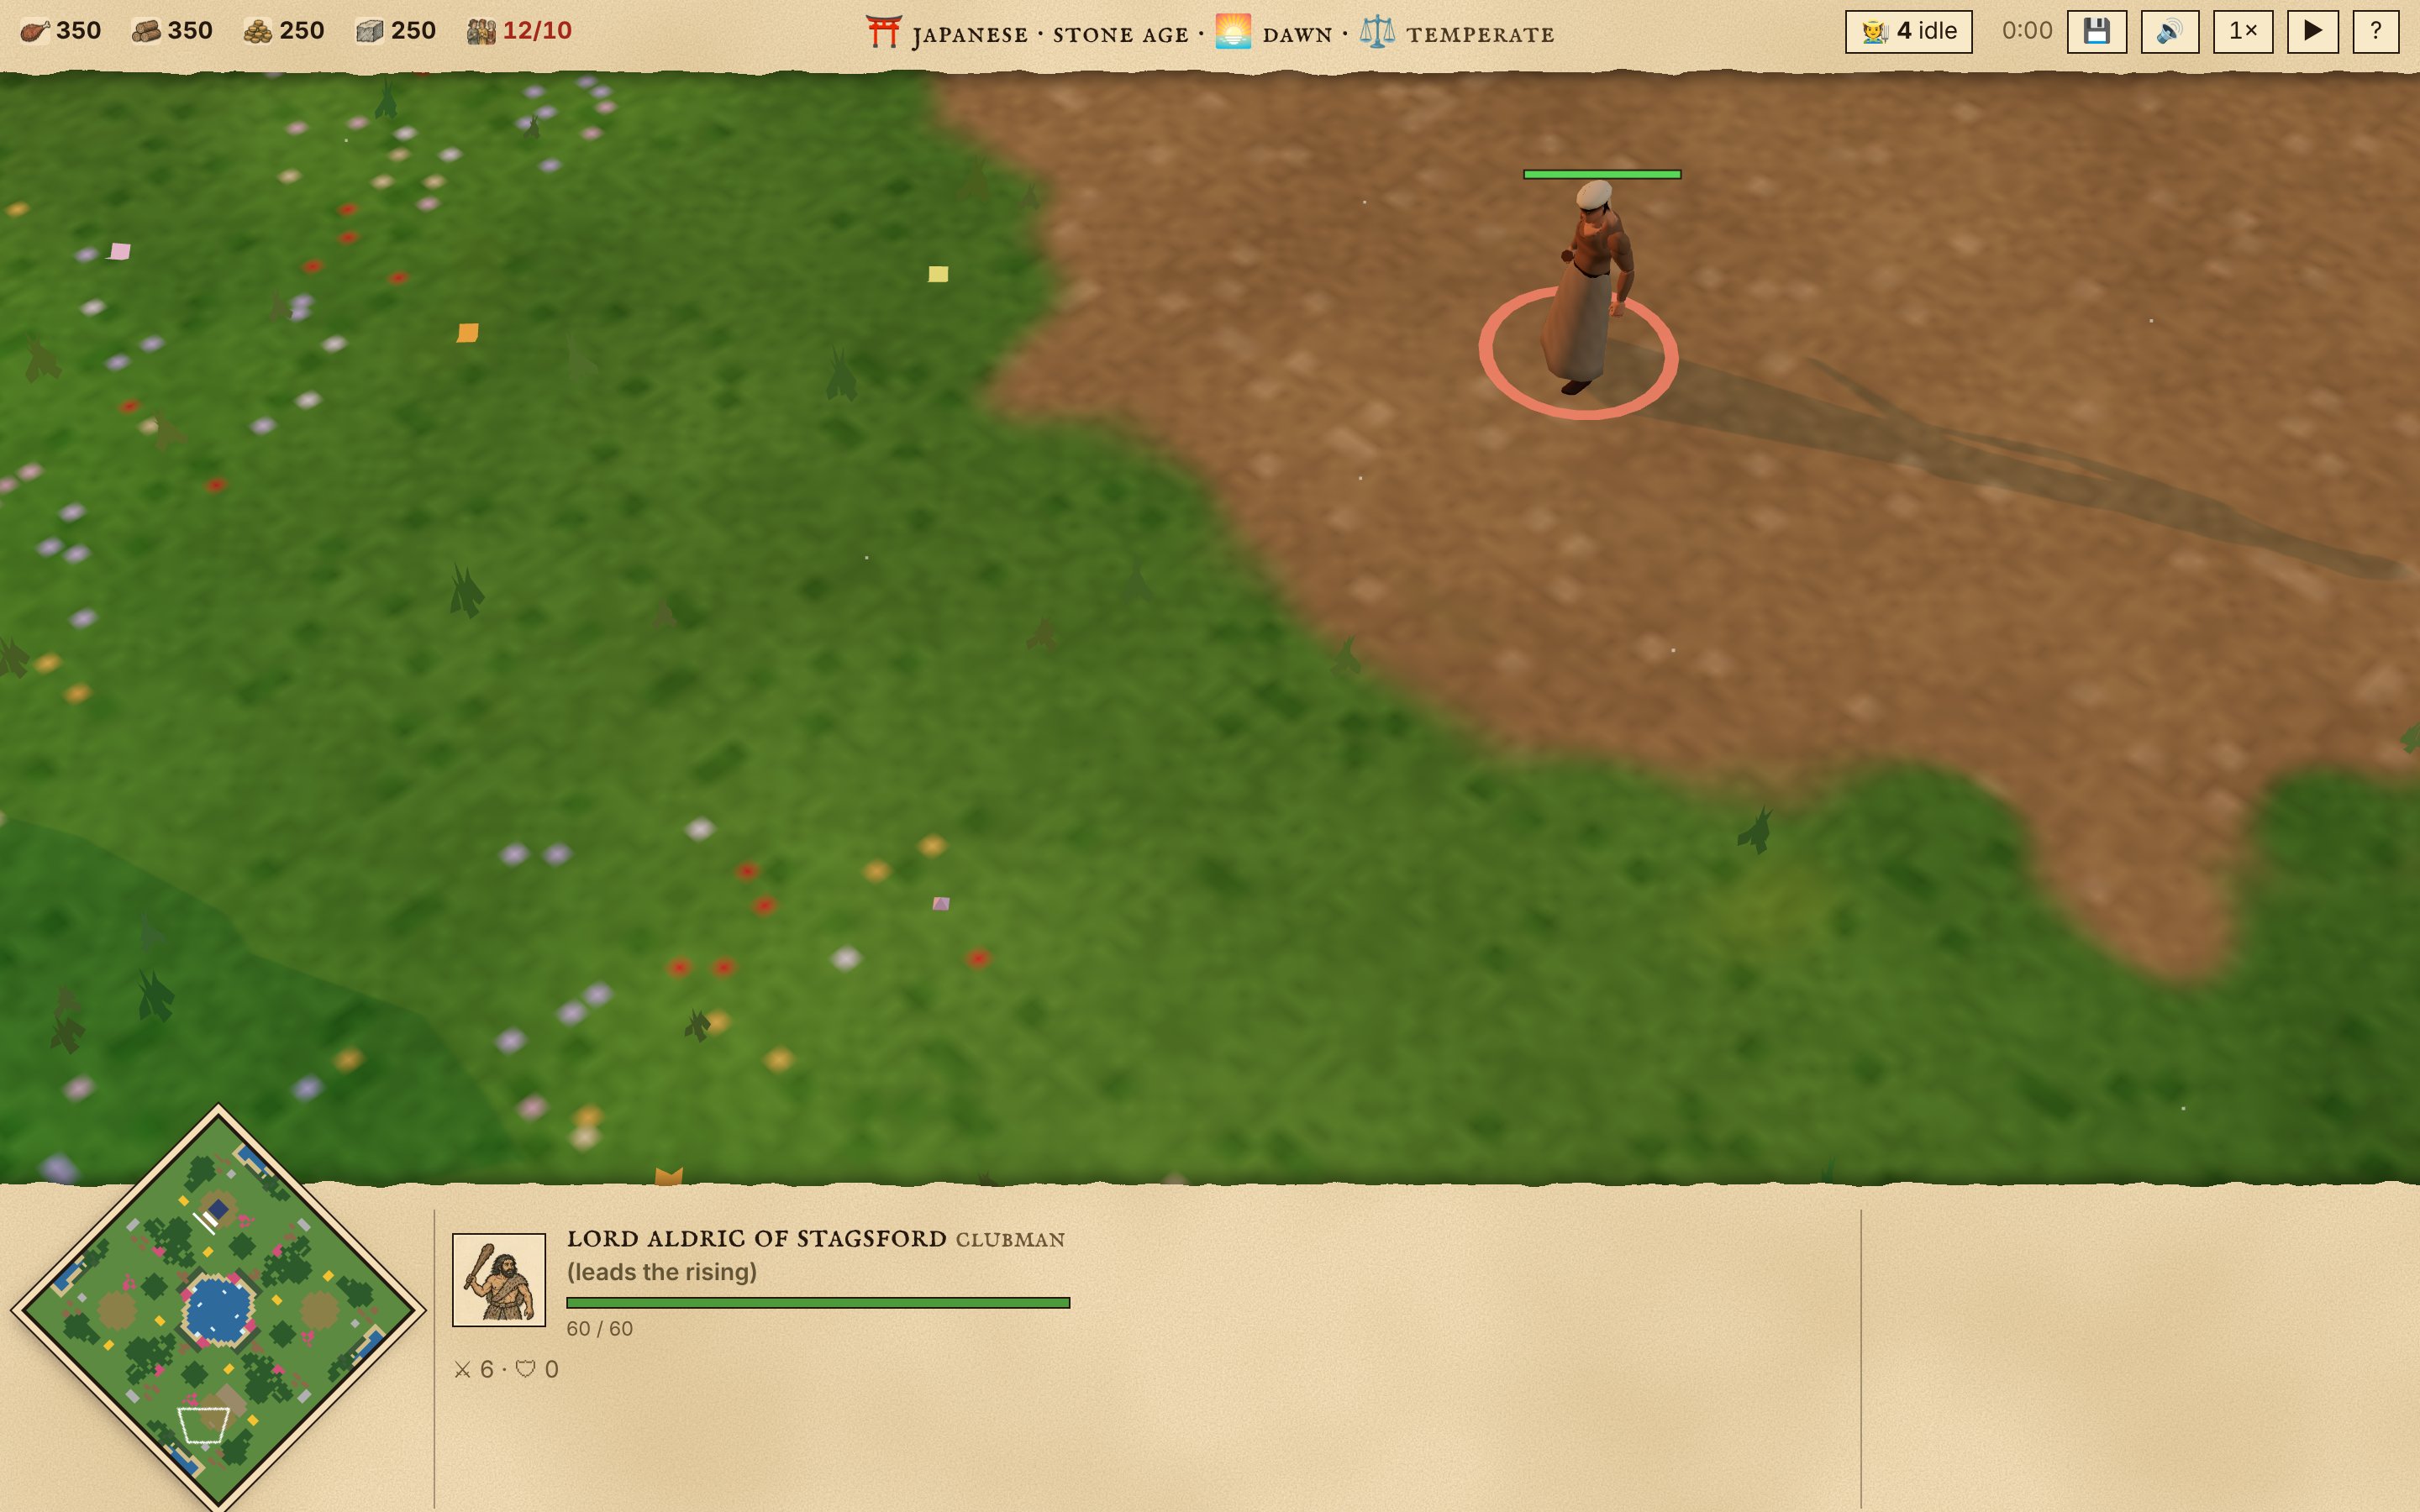 350 350 250 250 12/10
JAPANESE · STONE AGE · DAWN · TEMPERATE
4 idle 0:00 1× ?
LORD ALDRIC OF STAGSFORD CLUBMAN
(leads the rising)
60 / 60
6 · 0